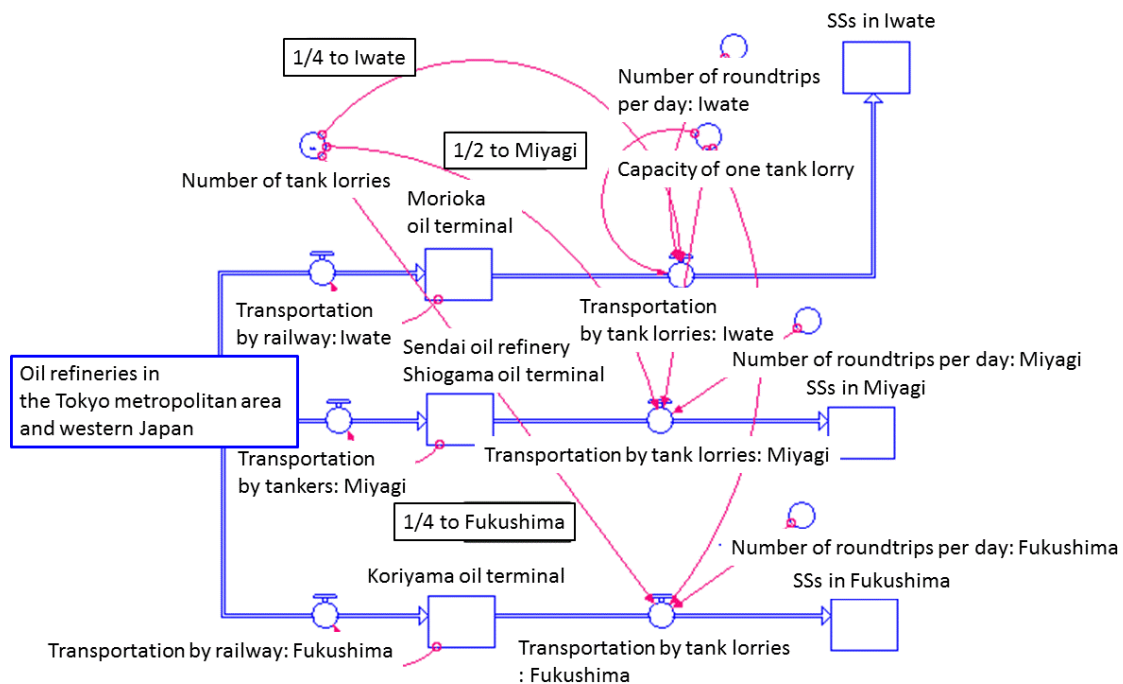 SSs in Iwate
1/4 to Iwate
Number of roundtrips
per day: Iwate
1/2 to Miyagi
Capacity of one tank lorry
Number of tank lorries
Morioka
oil terminal
Transportation
by railway: Iwate
Transportation
by tank lorries: Iwate
Sendai oil refinery
Shiogama oil terminal
Number of roundtrips per day: Miyagi
SSs in Miyagi
Oil refineries in
the Tokyo metropolitan area
and western Japan
Transportation
by tankers: Miyagi
Transportation by tank lorries: Miyagi
1/4 to Fukushima
Number of roundtrips per day: Fukushima
Koriyama oil terminal
SSs in Fukushima
Transportation by railway: Fukushima
Transportation by tank lorries
: Fukushima